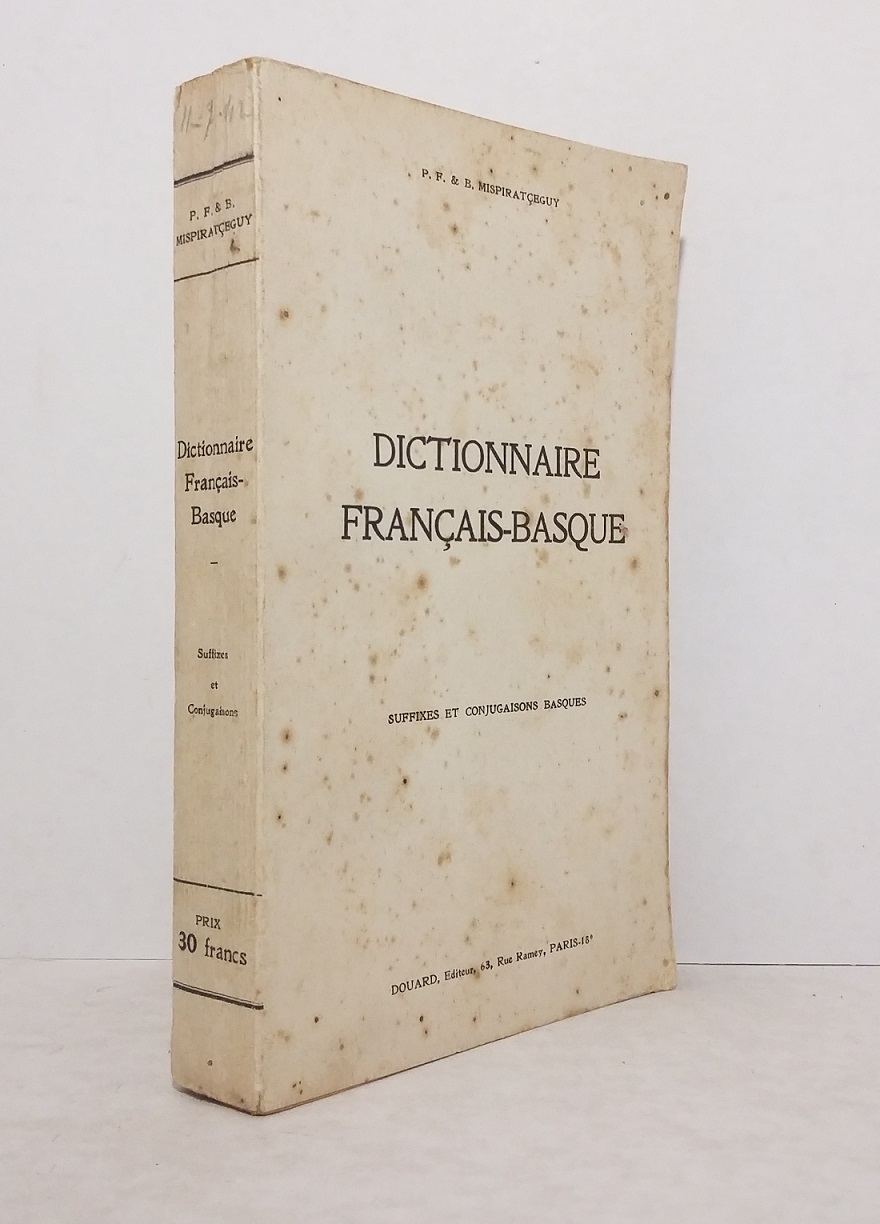 P. F. & B.
MISPIRATÇEGUY
Dictionnaire
Français-
Basque
–
Suffixes
et
Conjugaisons
PRIX
30 francs
P. F. & B. MISPIRATÇEGUY
DICTIONNAIRE
FRANÇAIS-BASQUE
SUFFIXES ET CONJUGAISONS BASQUES
DOUARD, Editeur, 63, Rue Ramey, PARIS-18ᵉ